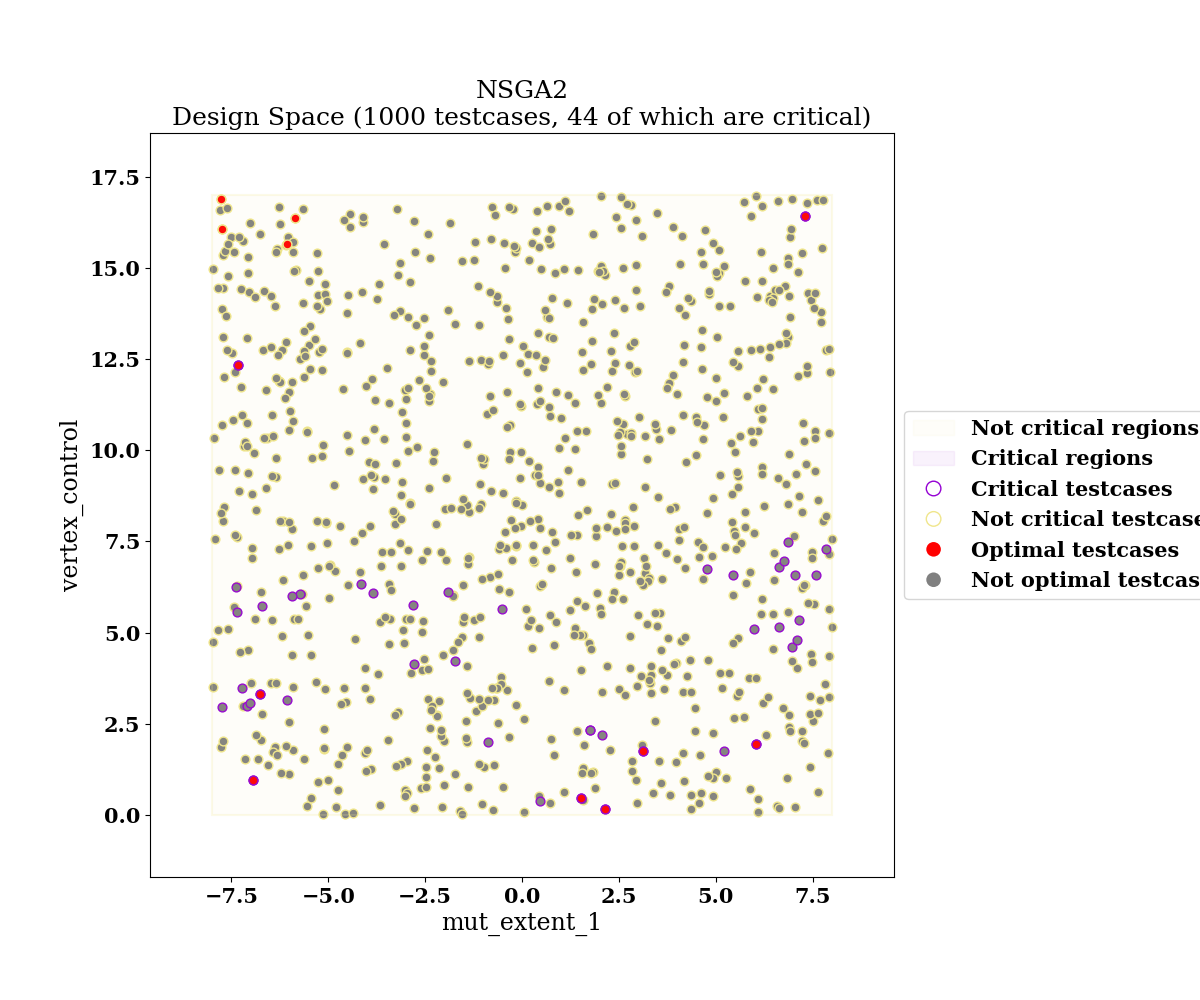 NSGA2
Design Space (1000 testcases, 44 of which are critical)
17.5
15.0
12.5
10.0
7.5
5.0
2.5
0.0
vertex_control
−7.5
−5.0
−2.5
0.0
2.5
5.0
7.5
mut_extent_1
Not critical regions
Critical regions
Critical testcases
Not critical testcase
Optimal testcases
Not optimal testcas